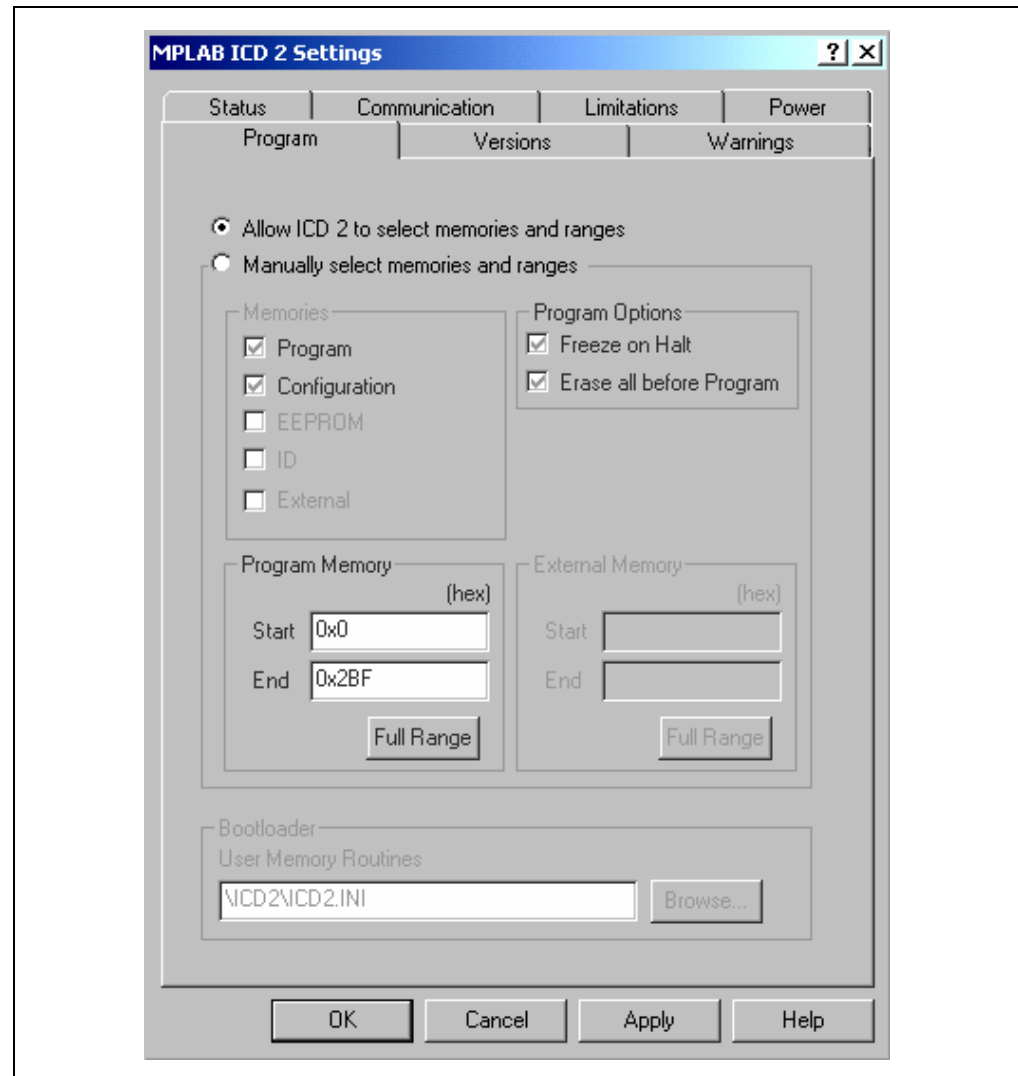 MPLAB ICD 2 Settings
Status Communication Limitations Power
Program Versions Warnings
Allow ICD 2 to select memories and ranges
Manually select memories and ranges
Memories
Program
Configuration
EEPROM
ID
External
Program Options
Freeze on Halt
Erase all before Program
Program Memory
(hex)
Start 0x0
End 0x2BF
Full Range
External Memory
(hex)
Start
End
Full Range
Bootloader
User Memory Routines
\ICD2\ICD2.INI Browse...
OK Cancel Apply Help